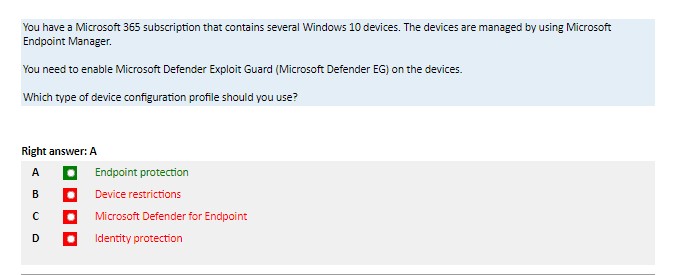 You have a Microsoft 365 subscription that contains several Windows 10 devices. The devices are managed by using Microsoft
Endpoint Manager.
You need to enable Microsoft Defender Exploit Guard (Microsoft Defender EG) on the devices.
Which type of device configuration profile should you use?
Right answer: A
A Endpoint protection
B Device restrictions
C Microsoft Defender for Endpoint
D Identity protection